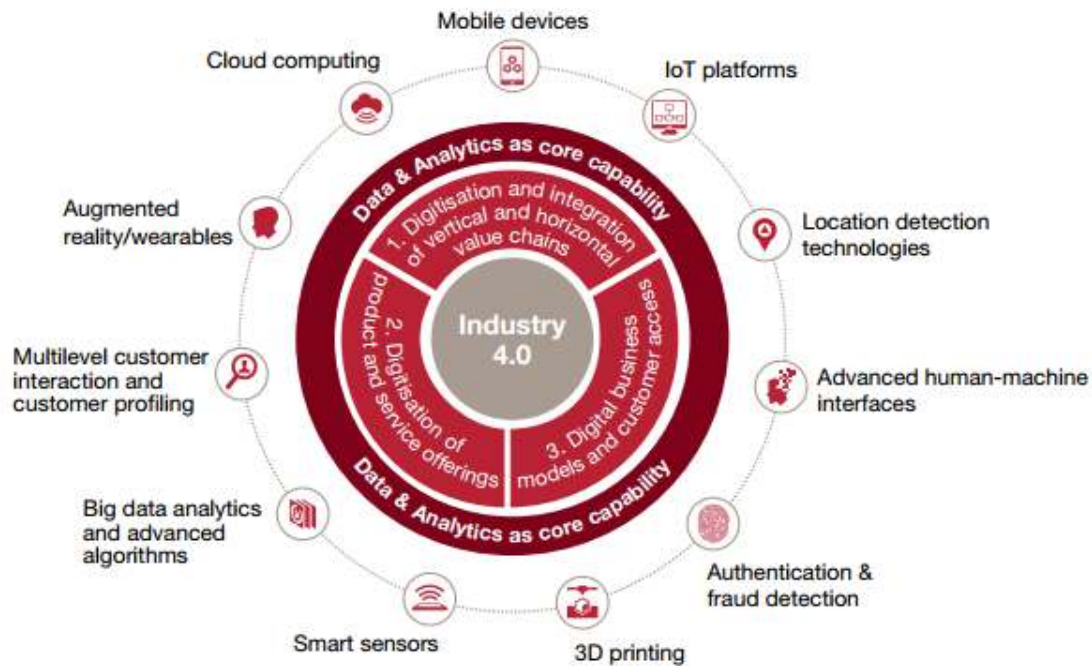 Mobile devices
Cloud computing
IoT platforms
Augmented
reality/wearables
Location detection
technologies
Multilevel customer
interaction and
customer profiling
Advanced human-machine
interfaces
Big data analytics
and advanced
algorithms
Authentication &
fraud detection
Smart sensors
3D printing
Data & Analytics as core capability
1. Digitisation and integration
of vertical and horizontal
value chains
2. Digitisation of
product and service offerings
3. Digital business
models and customer access
Industry
4.0
Data & Analytics as core capability